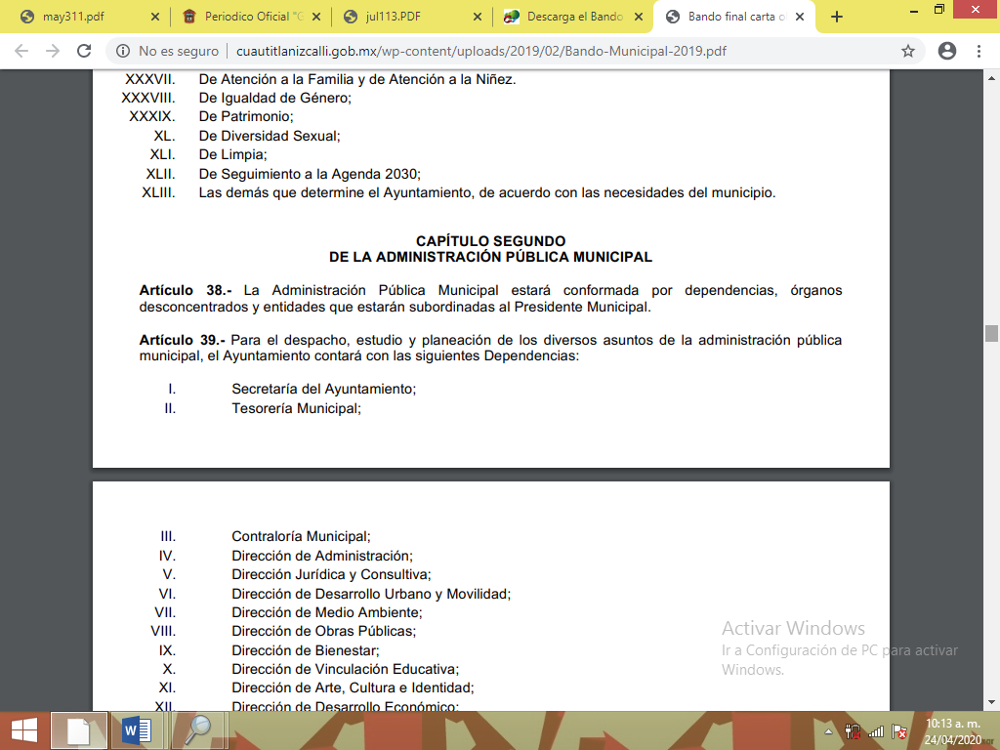 may311.pdf
Periodico Oficial "G
jul113.PDF
Descarga el Bando
Bando final carta o
No es seguro | cuautitlanizcalli.gob.mx/wp-content/uploads/2019/02/Bando-Municipal-2019.pdf
XXXVII. De Atención a la Familia y de Atención a la Niñez.
XXXVIII. De Igualdad de Género;
XXXIX. De Patrimonio;
XL. De Diversidad Sexual;
XLI. De Limpia;
XLII. De Seguimiento a la Agenda 2030;
XLIII. Las demás que determine el Ayuntamiento, de acuerdo con las necesidades del municipio.
CAPÍTULO SEGUNDO
DE LA ADMINISTRACIÓN PÚBLICA MUNICIPAL
Artículo 38.- La Administración Pública Municipal estará conformada por dependencias, órganos
desconcentrados y entidades que estarán subordinadas al Presidente Municipal.
Artículo 39.- Para el despacho, estudio y planeación de los diversos asuntos de la administración pública
municipal, el Ayuntamiento contará con las siguientes Dependencias:
I. Secretaría del Ayuntamiento;
II. Tesorería Municipal;
III. Contraloría Municipal;
IV. Dirección de Administración;
V. Dirección Jurídica y Consultiva;
VI. Dirección de Desarrollo Urbano y Movilidad;
VII. Dirección de Medio Ambiente;
VIII. Dirección de Obras Públicas;
IX. Dirección de Bienestar;
X. Dirección de Vinculación Educativa;
XI. Dirección de Arte, Cultura e Identidad;
XII. Dirección de Desarrollo Económico;
Activar Windows
Ir a Configuración de PC para activar
Windows.
10:13 a. m.
24/04/2020